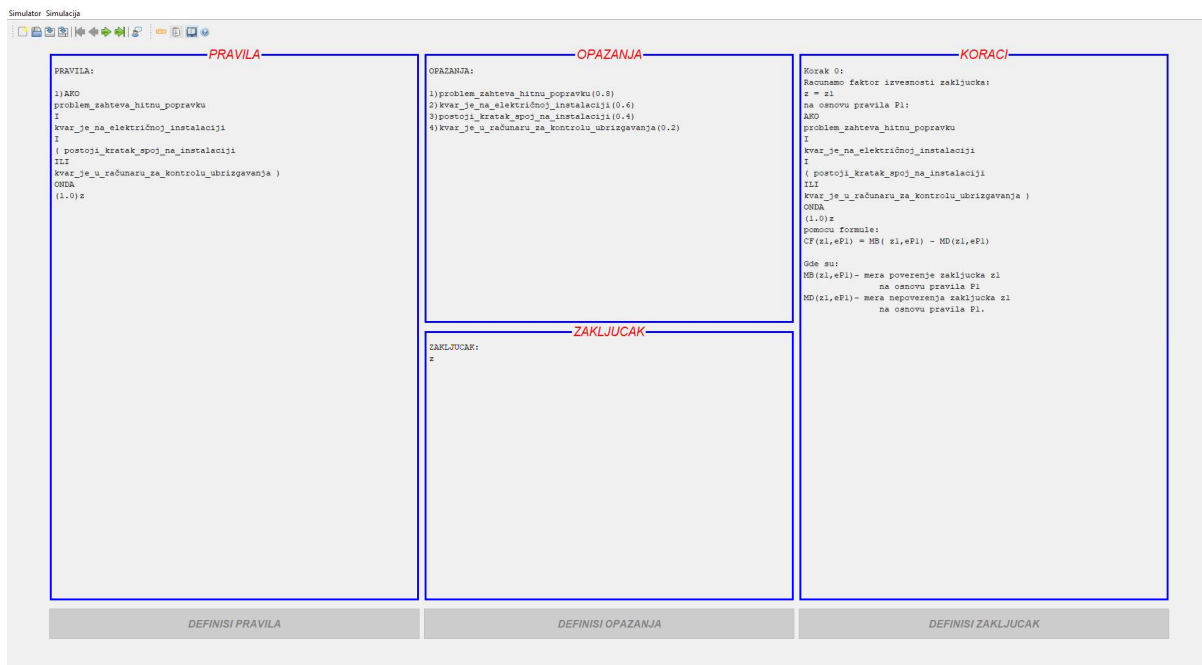 Simulator Simulacija
PRAVILA
PRAVILA:
1)AKO
problem_zahteva_hitnu_popravku
I
kvar_je_na_električnoj_instalaciji
I
( postoji_kratak_spoj_na_instalaciji
ILI
kvar_je_u_računaru_za_kontrolu_ubrizgavanja )
ONDA
(1.0)z
OPAZANJA
OPAZANJA:
1)problem_zahteva_hitnu_popravku(0.8)
2)kvar_je_na_električnoj_instalaciji(0.6)
3)postoji_kratak_spoj_na_instalaciji(0.4)
4)kvar_je_u_računaru_za_kontrolu_ubrizgavanja(0.2)
ZAKLJUCAK
ZAKLJUCAK:
z
KORACI
Korak 0:
Racunamo faktor izvesnosti zakljucka:
z = z1
na osnovu pravila P1:
AKO
problem_zahteva_hitnu_popravku
I
kvar_je_na_električnoj_instalaciji
I
( postoji_kratak_spoj_na_instalaciji
ILI
kvar_je_u_računaru_za_kontrolu_ubrizgavanja )
ONDA
(1.0)z
pomocu formule:
CF(z1,eP1) = MB( z1,eP1) - MD(z1,eP1)
Gde su:
MB(z1,eP1)- mera poverenje zakljucka z1
na osnovu pravila P1
MD(z1,eP1)- mera nepoverenja zakljucka z1
na osnovu pravila P1.
DEFINISI PRAVILA
DEFINISI OPAZANJA
DEFINISI ZAKLJUCAK